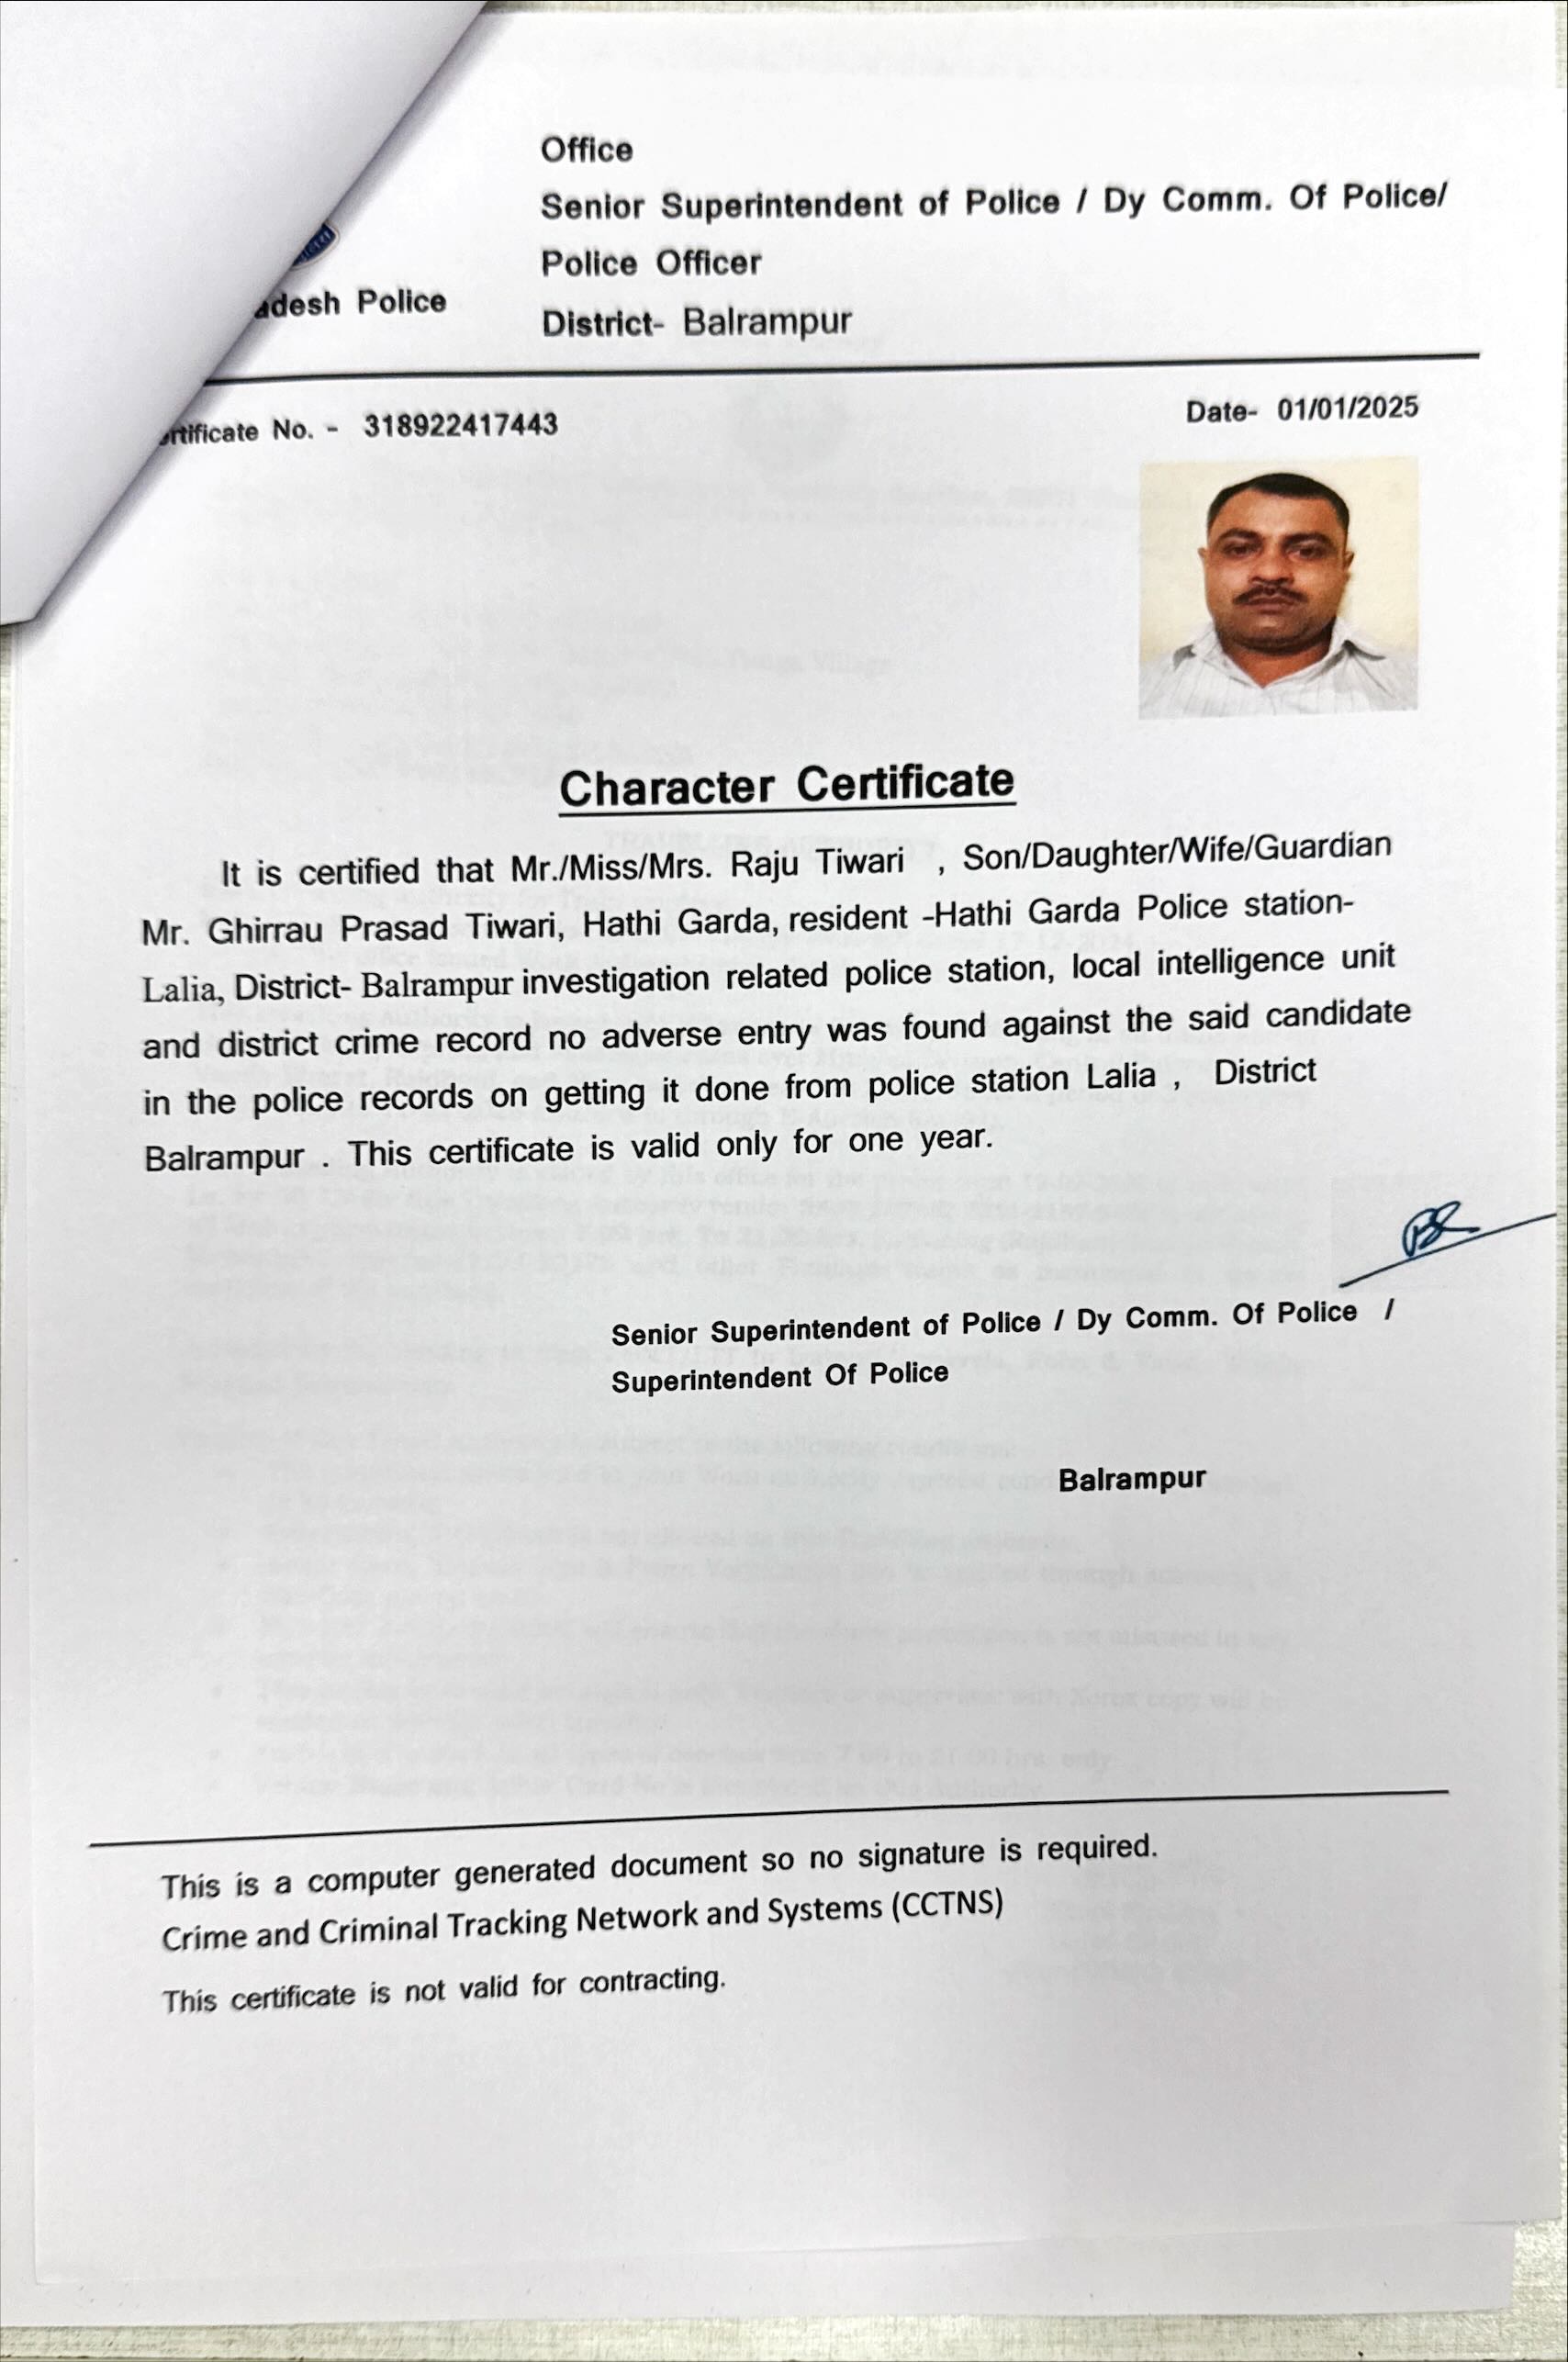 Office
Senior Superintendent of Police / Dy Comm. Of Police/
Police Officer
District- Balrampur
Police
No. - 318922417443
Date- 01/01/2025
Character Certificate
It is certified that Mr./Miss/Mrs. Raju Tiwari , Son/Daughter/Wife/Guardian
Mr. Ghirrau Prasad Tiwari, Hathi Garda, resident -Hathi Garda Police station-
Lalia, District- Balrampur investigation related police station, local intelligence unit
and district crime record no adverse entry was found against the said candidate
in the police records on getting it done from police station Lalia , District
Balrampur . This certificate is valid only for one year.
Senior Superintendent of Police / Dy Comm. Of Police /
Superintendent Of Police
Balrampur
This is a computer generated document so no signature is required.
Crime and Criminal Tracking Network and Systems (CCTNS)
This certificate is not valid for contracting.